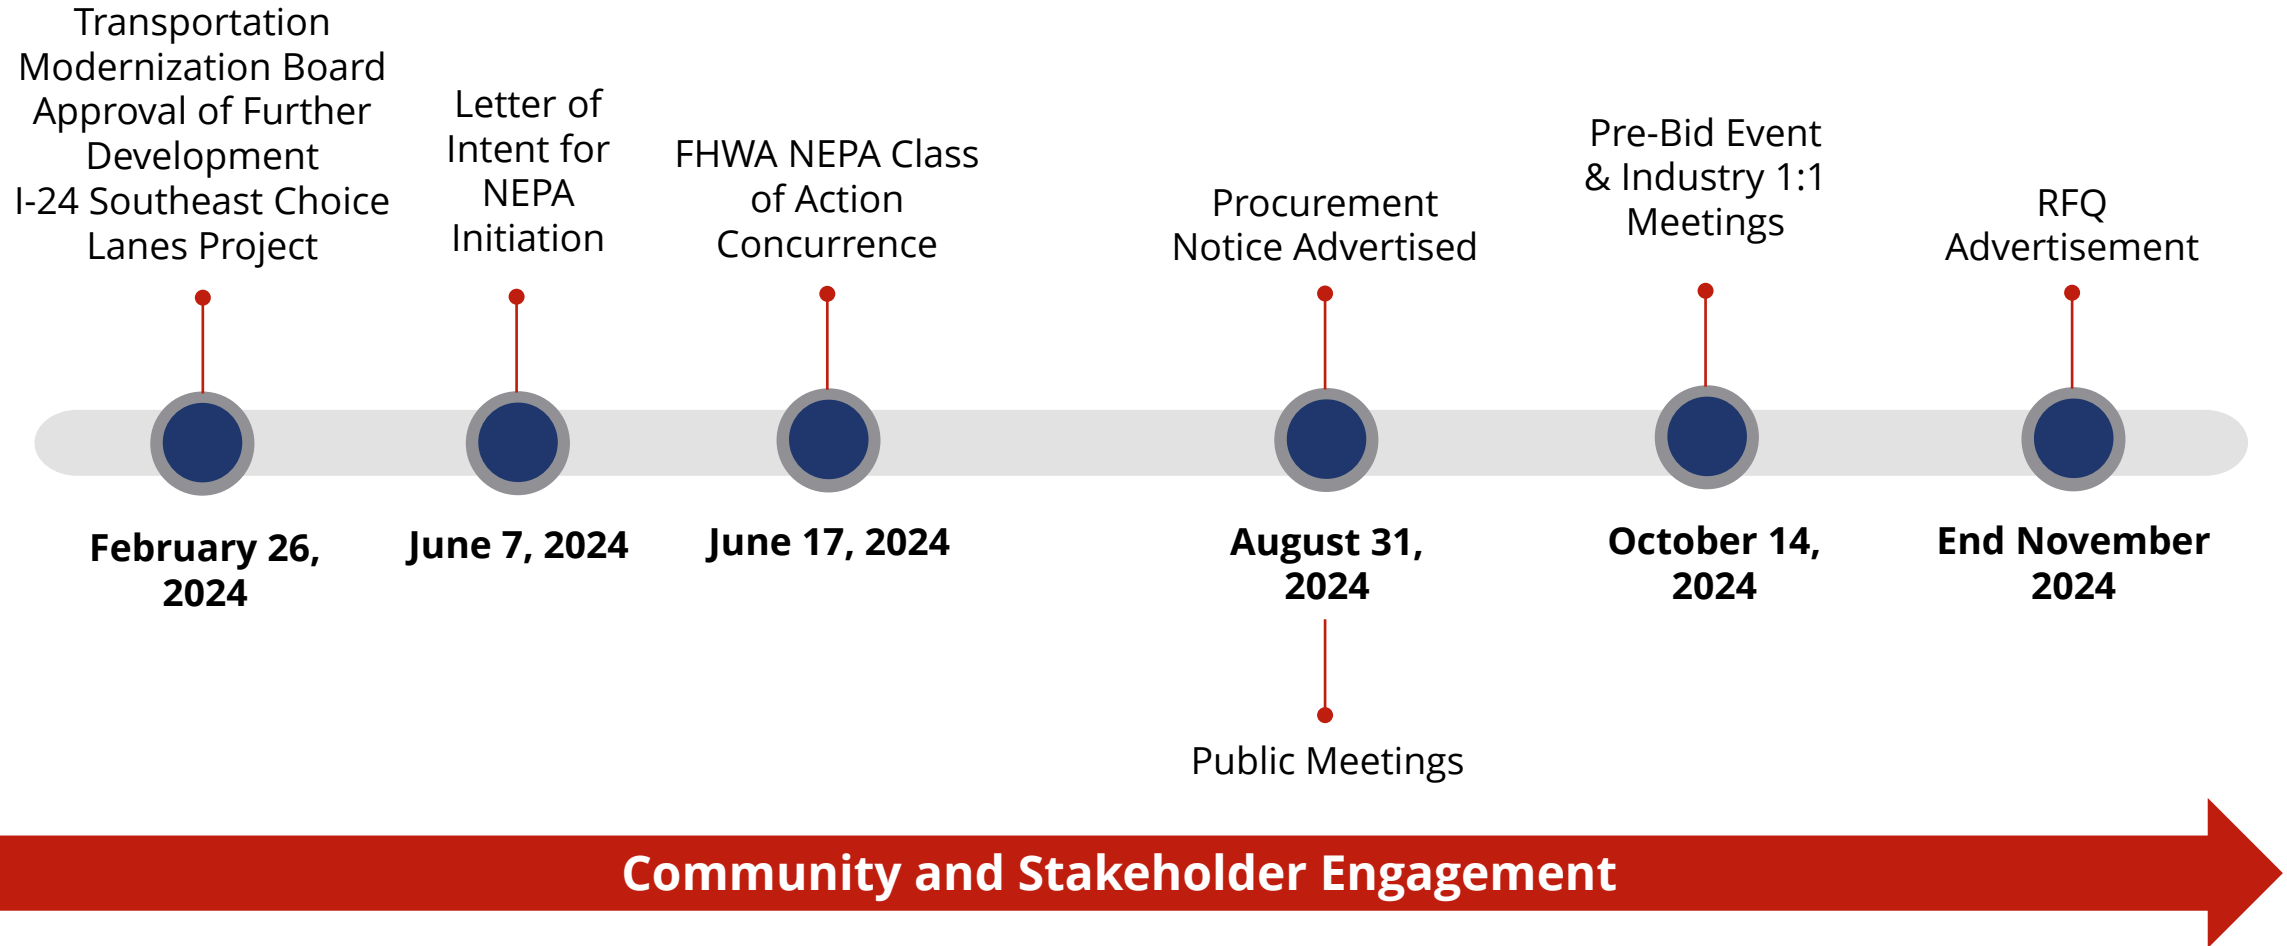 Transportation
Modernization Board
Approval of Further
Development
I-24 Southeast Choice
Lanes Project
February 26,
2024
Letter of
Intent for
NEPA
Initiation
June 7, 2024
FHWA NEPA Class
of Action
Concurrence
June 17, 2024
Procurement
Notice Advertised
August 31,
2024
Public Meetings
Pre-Bid Event
& Industry 1:1
Meetings
October 14,
2024
RFQ
Advertisement
End November
2024
Community and Stakeholder Engagement